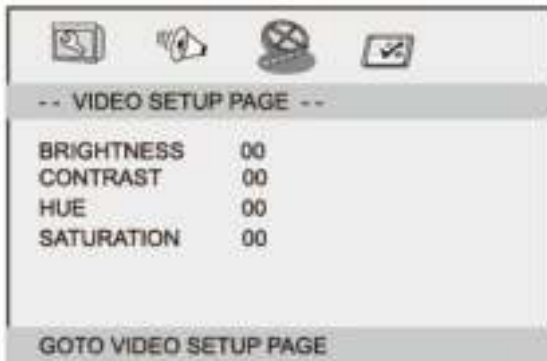 -- VIDEO SETUP PAGE --
BRIGHTNESS 00
CONTRAST 00
HUE 00
SATURATION 00
GOTO VIDEO SETUP PAGE